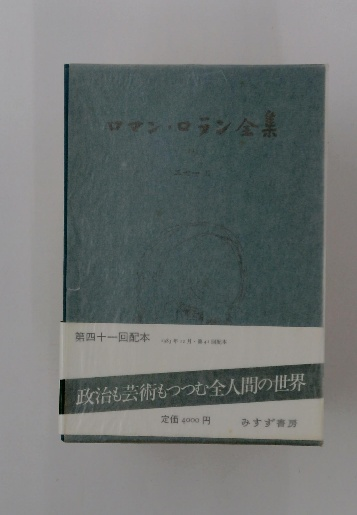 ロマン・ロラン全集
第四十一回配本
政治も芸術もつつむ全人間の世界
定価 4000 円 みすず書房